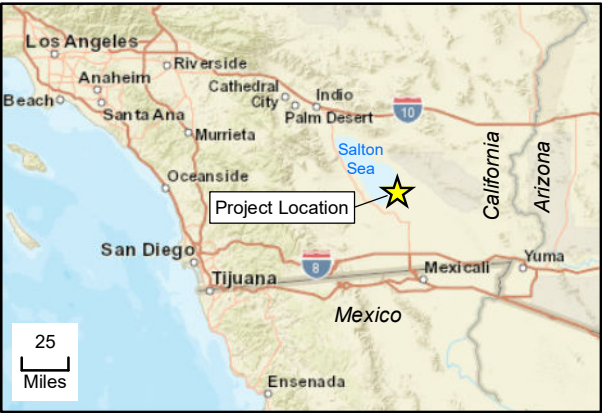 Los Angeles
Riverside
Anaheim
Cathedral
City
Indio
Beach
Santa Ana
Palm Desert
10
Murrieta
Salton
Sea
California
Arizona
Oceanside
Project Location
San Diego
8
Yuma
Tijuana
Mexicali
Mexico
25
Miles
Ensenada